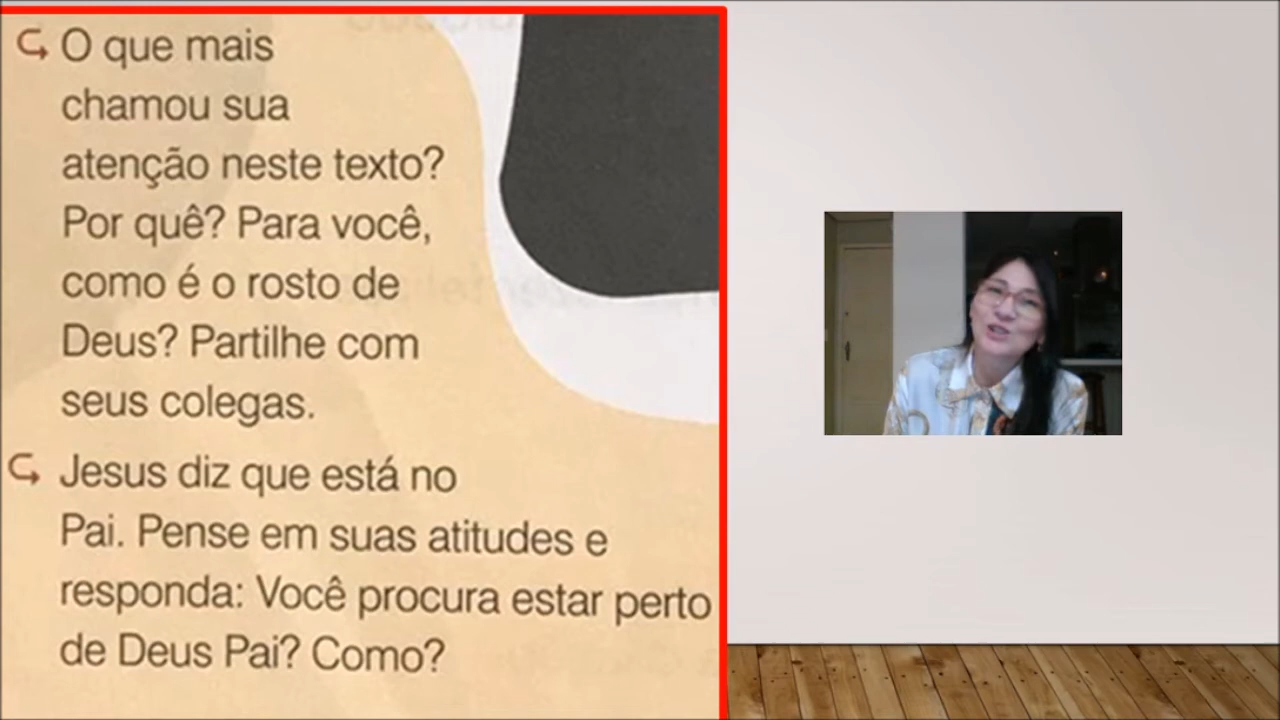 O que mais
chamou sua
atenção neste texto?
Por quê? Para você,
como é o rosto de
Deus? Partilhe com
seus colegas.
Jesus diz que está no
Pai. Pense em suas atitudes e
responda: Você procura estar perto
de Deus Pai? Como?